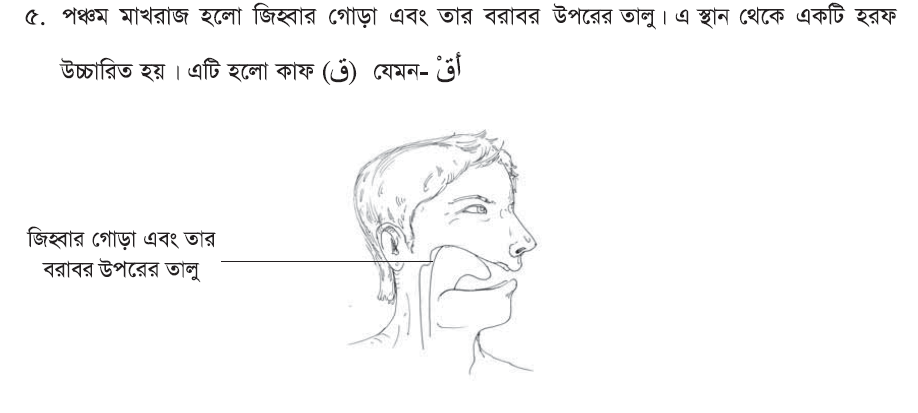 ৫. পঞ্চম মাখরাজ হলো জিহ্বার গোড়া এবং তার বরাবর উপরের তালু। এ স্থান থেকে একটি হরফ
উচ্চারিত হয়। এটি হলো কাফ (ق) যেমন- أَقْ
জিহ্বার গোড়া এবং তার
বরাবর উপরের তালু